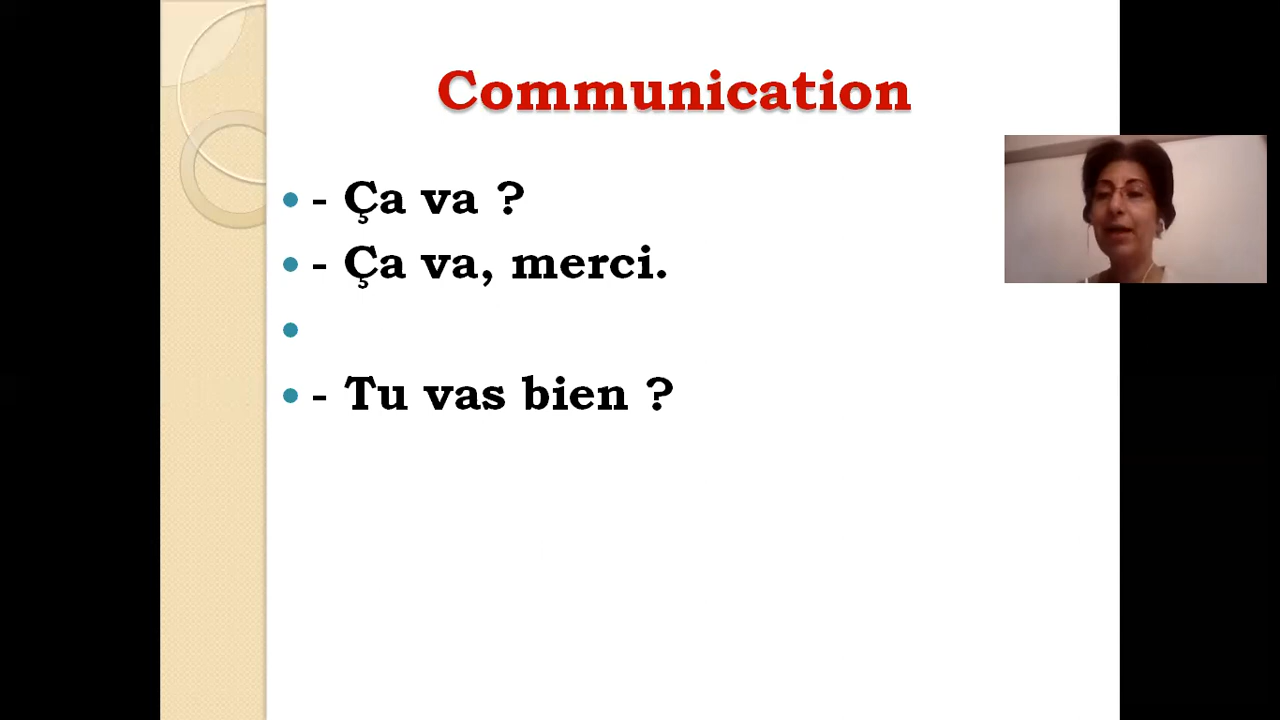 Communication
- Ça va ?
- Ça va, merci.
- Tu vas bien ?